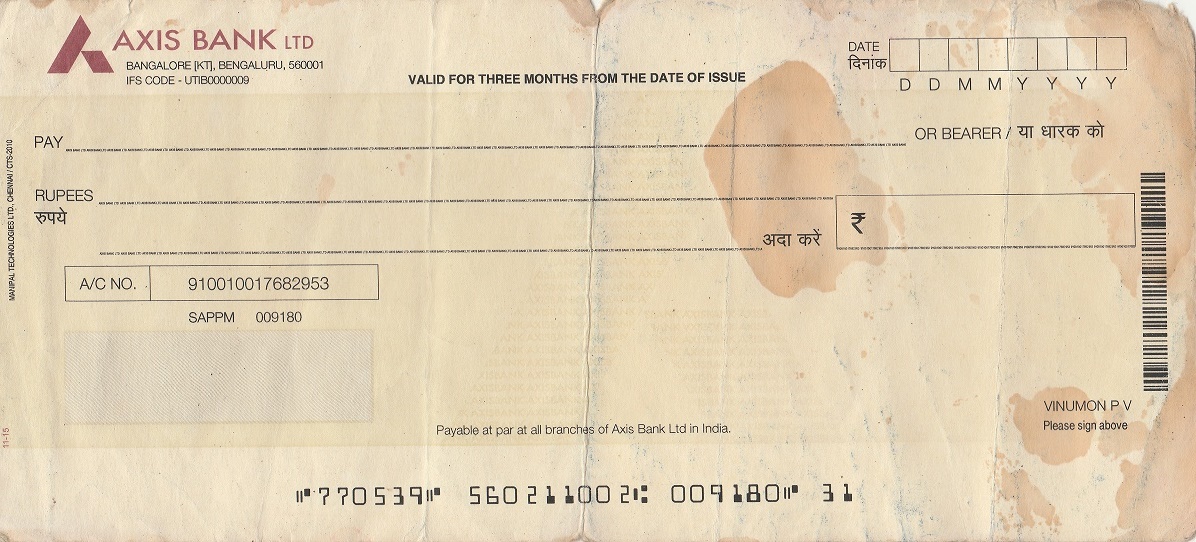 AXIS BANK LTD
BANGALORE [KT], BENGALURU, 560001
IFS CODE - UTIB0000009
VALID FOR THREE MONTHS FROM THE DATE OF ISSUE
DATE
दिनांक
D D M M Y Y Y Y
PAY
OR BEARER / या धारक को
RUPEES
रुपये
अदा करें
₹
A/C NO. 910010017682953
SAPPM 009180
MANIPAL TECHNOLOGIES LTD., CHENNAI / CTS-2010
11-15
VINUMON P V
Please sign above
Payable at par at all branches of Axis Bank Ltd in India.
⑈770539⑈ 560211002⑆ 009180⑈ 31